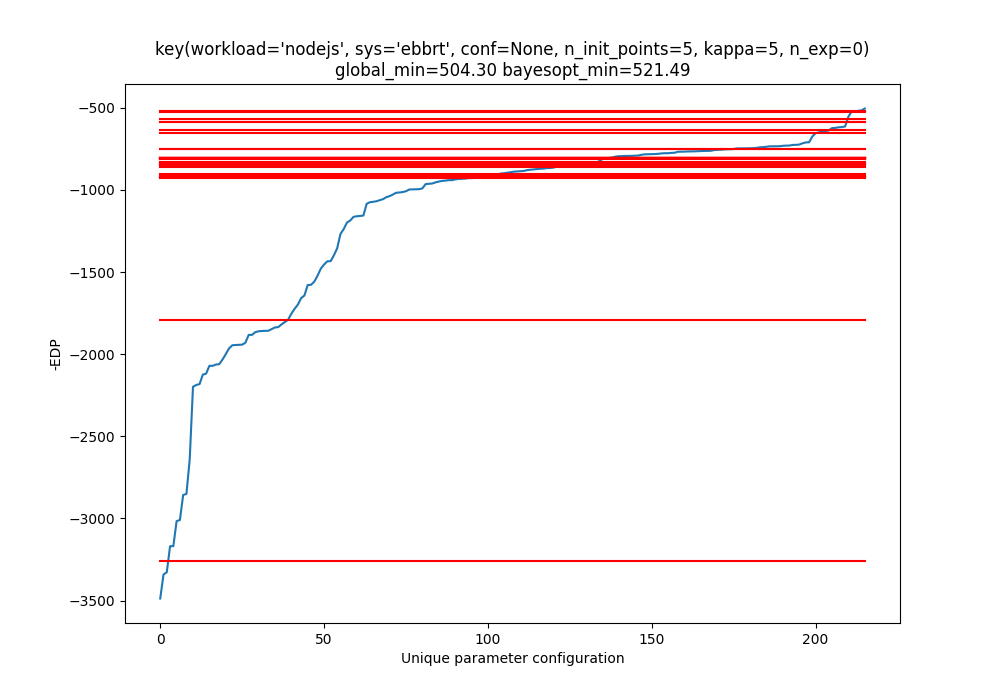 key(workload='nodejs', sys='ebbrt', conf=None, n_init_points=5, kappa=5, n_exp=0)
global_min=504.30 bayesopt_min=521.49
−500
−1000
−1500
−2000
−2500
−3000
−3500
-EDP
0 50 100 150 200
Unique parameter configuration